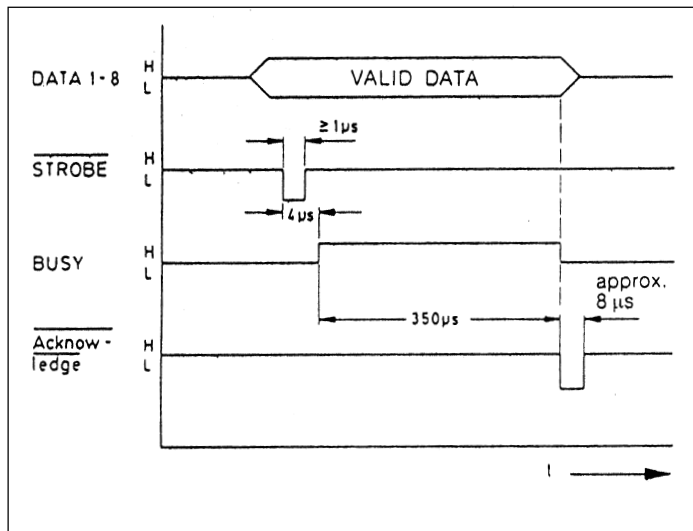 DATA 1-8
H
L
VALID DATA
≥1µs
STROBE
H
L
4µs
BUSY
H
L
approx.
8 µs
350µs
Acknow-
ledge
H
L
t